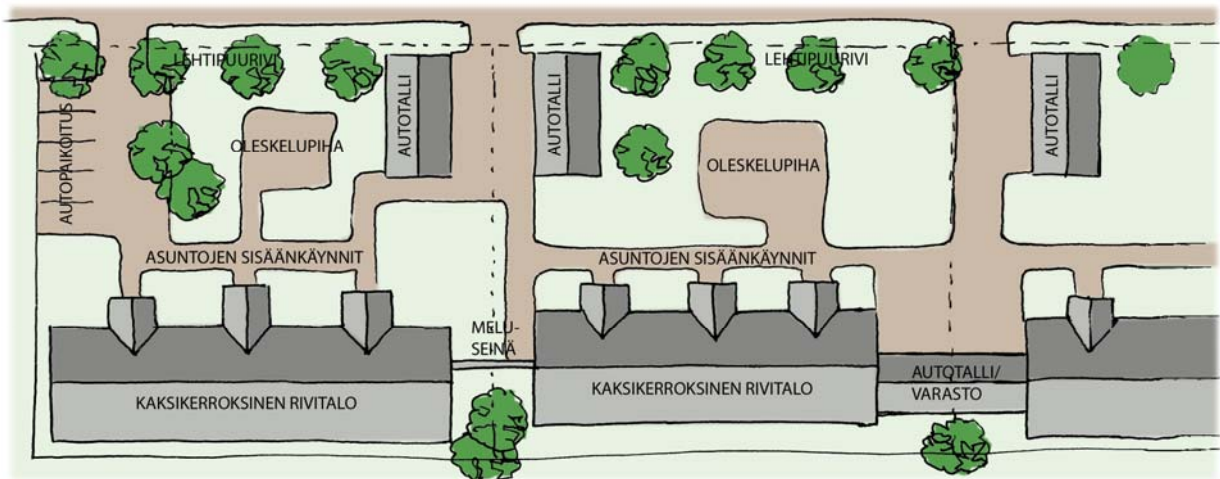 LEHTIPUURIVI
LEHTIPUURIVI
AUTOPAIKOITUS
OLESKELUPIHA
AUTOTALLI
AUTOTALLI
OLESKELUPIHA
AUTOTALLI
ASUNTOJEN SISÄÄNKÄYNNIT
ASUNTOJEN SISÄÄNKÄYNNIT
MELU-
SEINÄ
KAKSIKERROKSINEN RIVITALO
KAKSIKERROKSINEN RIVITALO
AUTOTALLI/
VARASTO